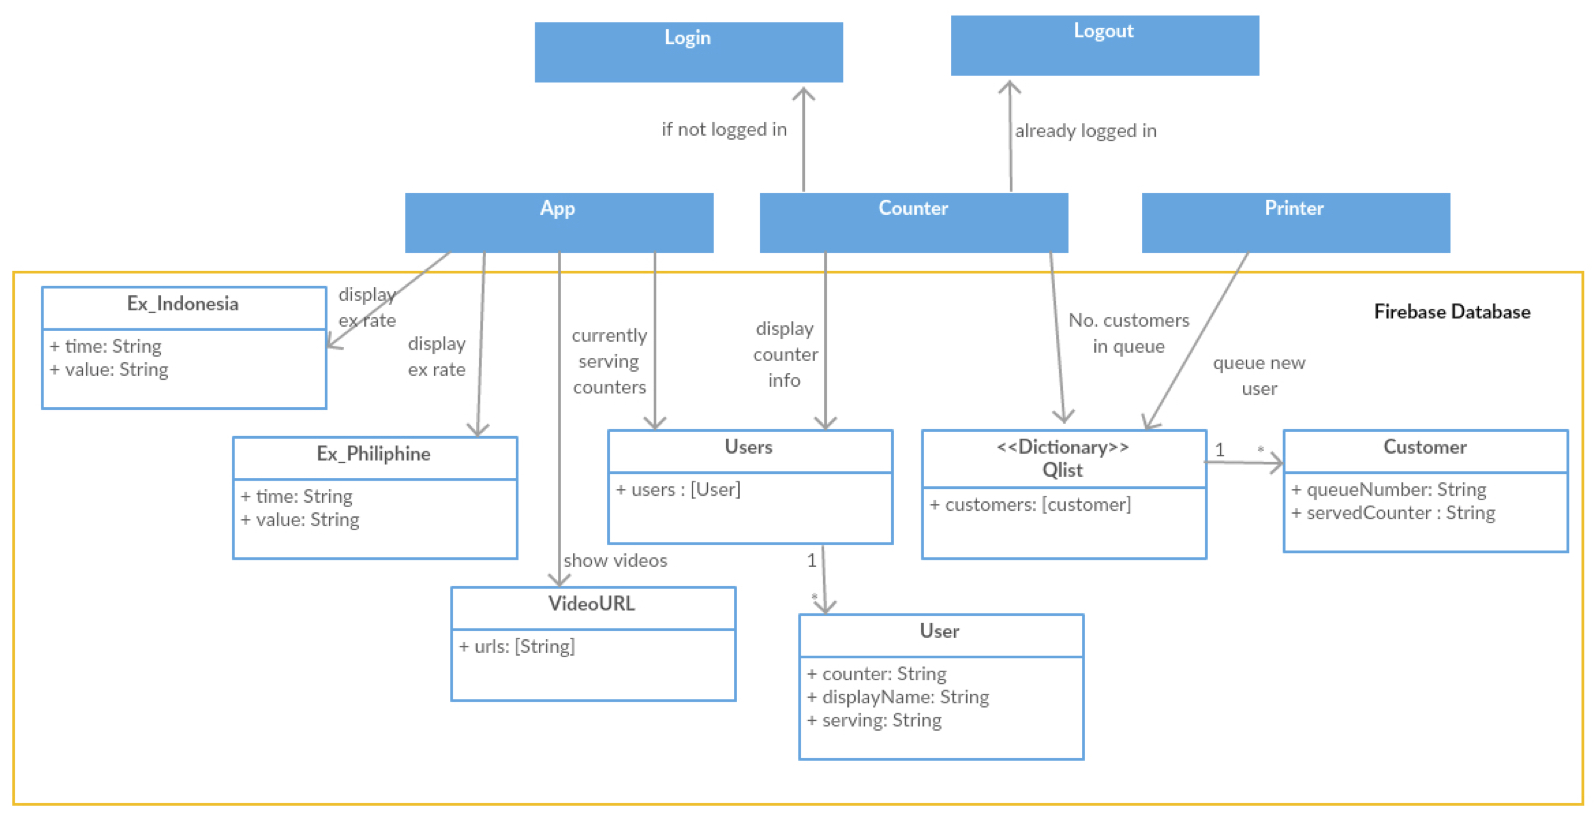 Login
Logout
if not logged in
already logged in
App
Counter
Printer
Firebase Database
Ex_Indonesia
+ time: String
+ value: String
display
ex rate
display
ex rate
currently
serving
counters
display
counter
info
No. customers
in queue
queue new
user
Ex_Philiphine
+ time: String
+ value: String
Users
+ users : [User]
<<Dictionary>>
Qlist
+ customers: [customer]
1
*
Customer
+ queueNumber: String
+ servedCounter : String
show videos
1
*
VideoURL
+ urls: [String]
User
+ counter: String
+ displayName: String
+ serving: String